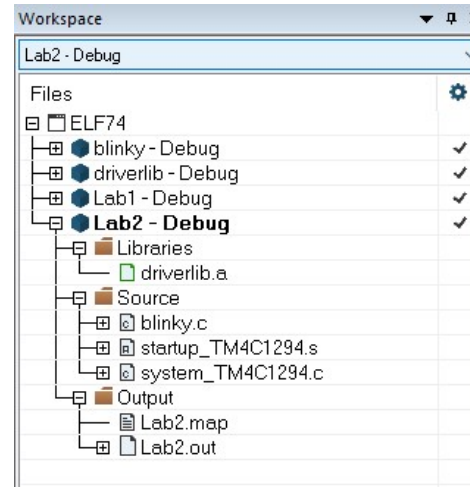 Workspace
Lab2 - Debug
Files
ELF74
blinky - Debug
driverlib - Debug
Lab1 - Debug
Lab2 - Debug
Libraries
driverlib.a
Source
blinky.c
startup_TM4C1294.s
system_TM4C1294.c
Output
Lab2.map
Lab2.out